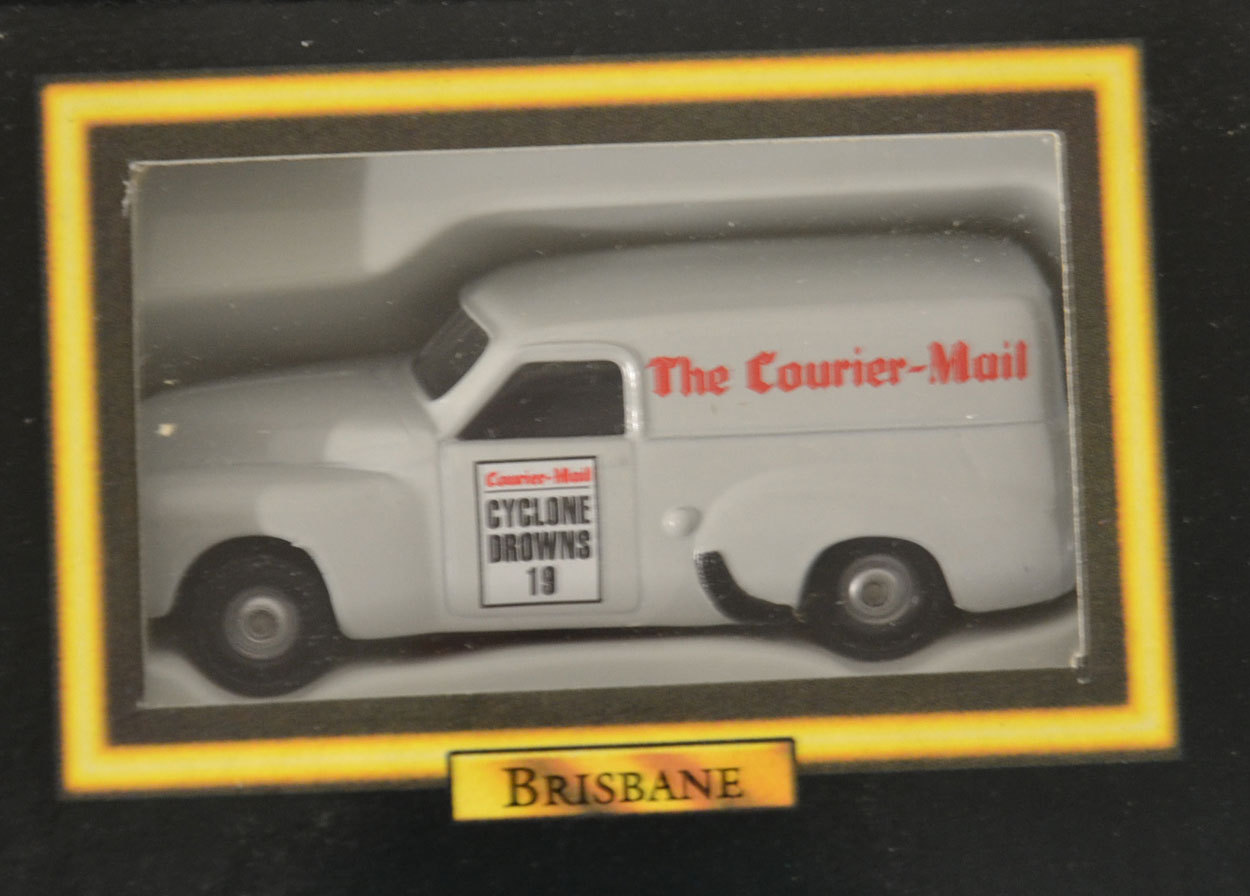 The Courier-Mail
Courier-Mail
CYCLONE
DROWNS
19
BRISBANE